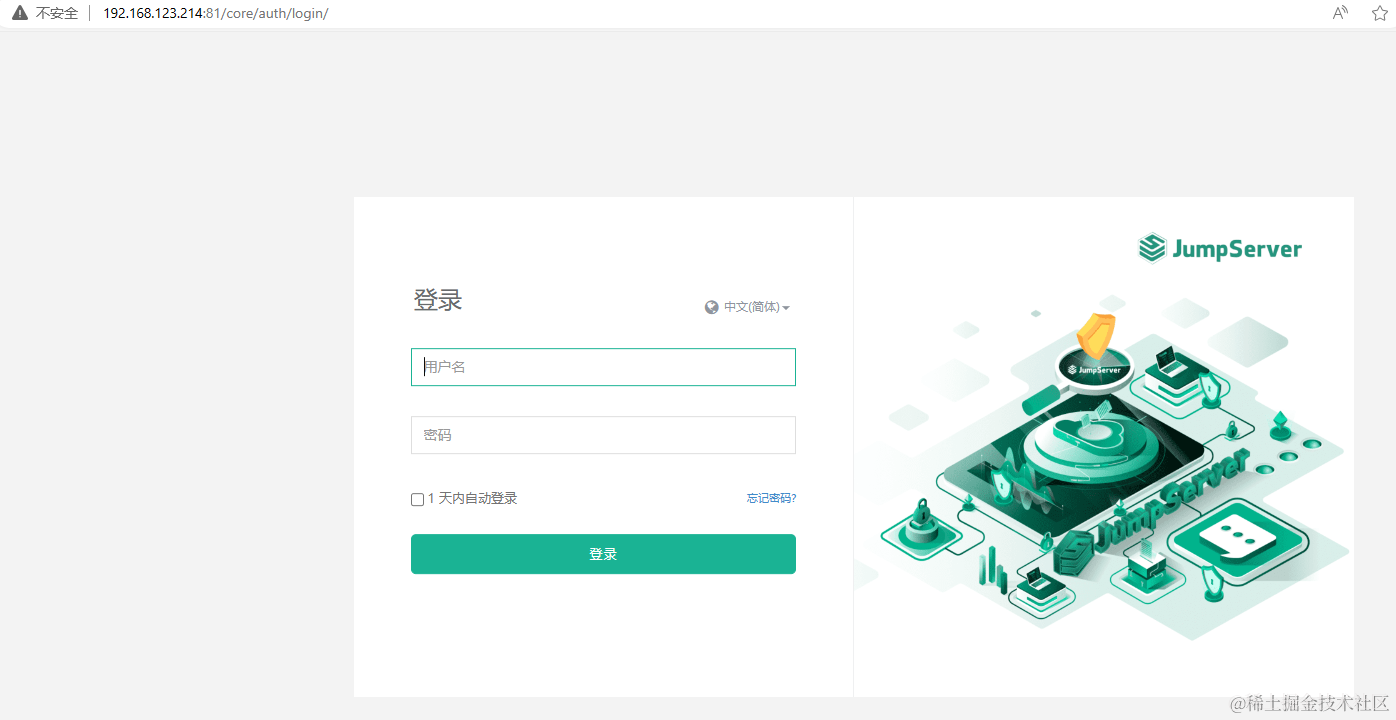 不安全 192.168.123.214:81/core/auth/login/
JumpServer
登录
中文(简体)
用户名
密码
1 天内自动登录
忘记密码?
登录
JumpServer
JumpServer
@稀土掘金技术社区